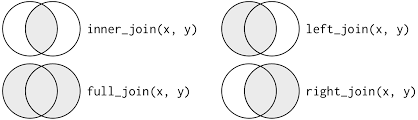 inner_join(x, y)
left_join(x, y)
full_join(x, y)
right_join(x, y)